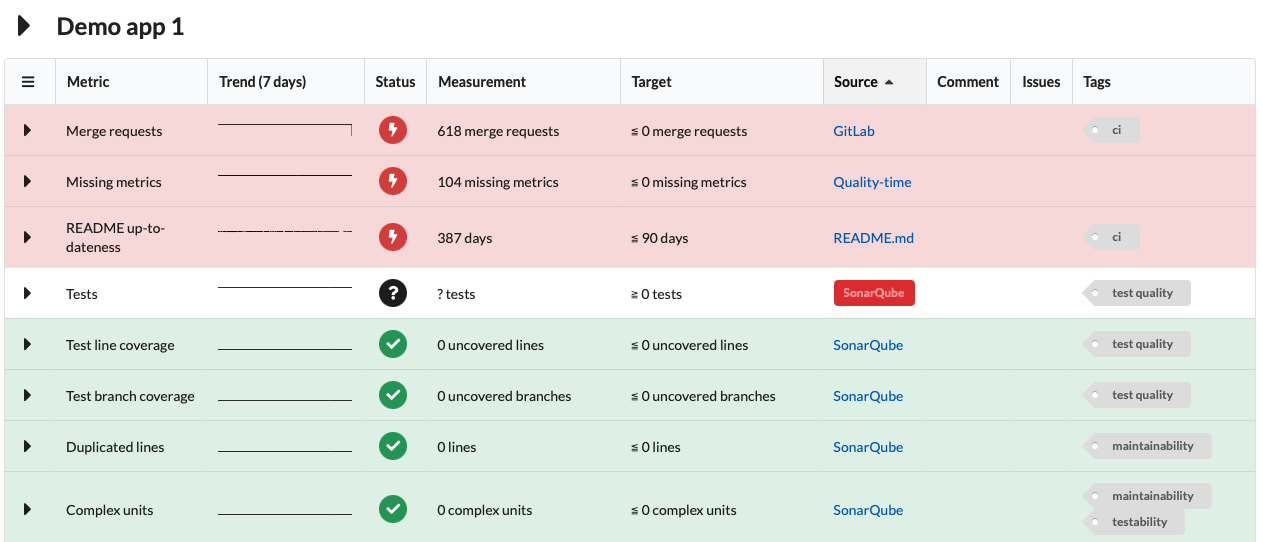 Demo app 1
Metric Trend (7 days) Status Measurement Target Source Comment Issues Tags
Merge requests 618 merge requests ≦ 0 merge requests GitLab ci
Missing metrics 104 missing metrics ≦ 0 missing metrics Quality-time
README up-to-
dateness 387 days ≦ 90 days README.md ci
Tests ? tests ≧ 0 tests SonarQube test quality
Test line coverage 0 uncovered lines ≦ 0 uncovered lines SonarQube test quality
Test branch coverage 0 uncovered branches ≦ 0 uncovered branches SonarQube test quality
Duplicated lines 0 lines ≦ 0 lines SonarQube maintainability
Complex units 0 complex units ≦ 0 complex units SonarQube maintainability
testability